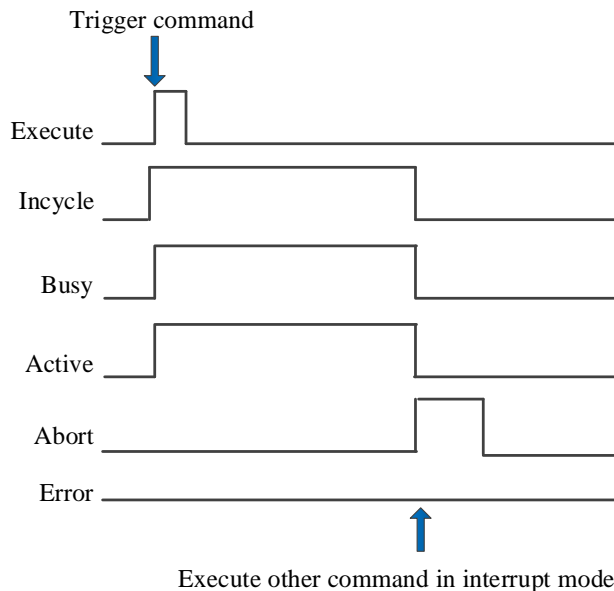 Trigger command
Execute
Incycle
Busy
Active
Abort
Error
Execute other command in interrupt mode